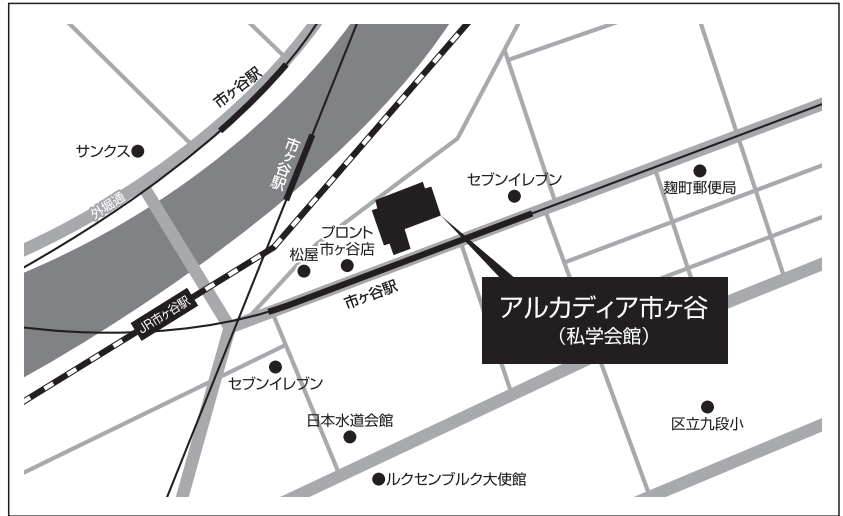 市ヶ谷駅
サンクス
市ヶ谷駅
外堀通
セブンイレブン
麹町郵便局
プロント
市ヶ谷店
松屋
市ヶ谷駅
JR市ヶ谷駅
アルカディア市ヶ谷
（私学会館）
セブンイレブン
日本水道会館
区立九段小
ルクセンブルク大使館